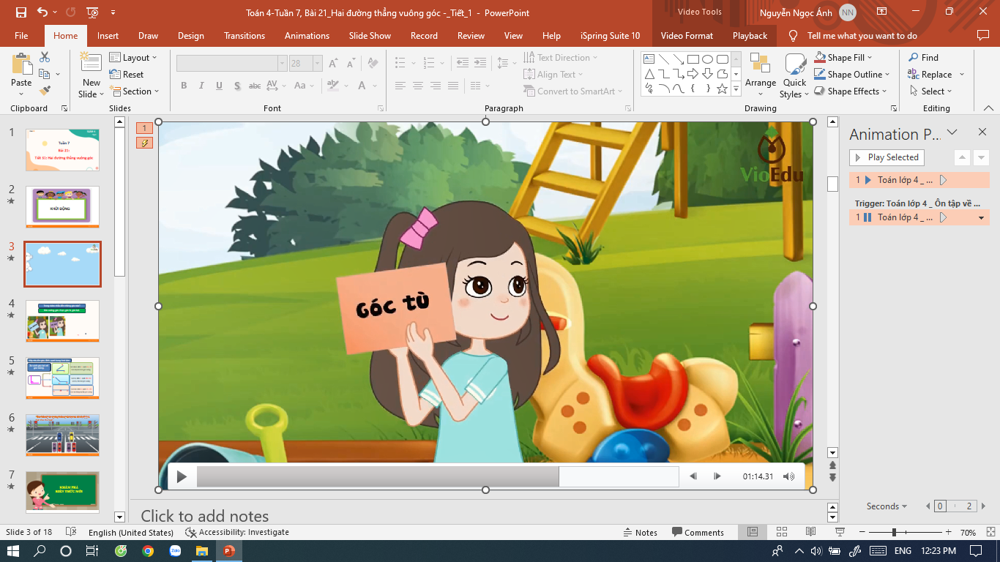 Toán 4-Tuần 7, Bài 21_Hai đường thẳng vuông góc -_Tiết_1 - PowerPoint
Video Tools
Nguyễn Ngọc Ánh
NN
File
Home
Insert
Draw
Design
Transitions
Animations
Slide Show
Record
Review
View
Help
iSpring Suite 10
Video Format
Playback
Tell me what you want to do
Paste
New Slide
Layout
Reset
Section
28
B I U S abc AV Aa A
Text Direction
Align Text
Convert to SmartArt
Arrange
Quick Styles
Shape Fill
Shape Outline
Shape Effects
Find
Replace
Select
Clipboard
Slides
Font
Paragraph
Drawing
Editing
1
Tuần 7
Bài 21:
Tiết 31: Hai đường thẳng vuông góc
2
KHỞI ĐỘNG
3
4
5
6
7
KHÁM PHÁ
KIẾN THỨC MỚI
1
VioEdu
Góc tù
01:14.31
Animation P...
Play Selected
1 Toán lớp 4 _ ...
Trigger: Toán lớp 4 _ Ôn tập về ...
1 Toán lớp 4 _ ...
Seconds
0
2
Click to add notes
Slide 3 of 18
English (United States)
Accessibility: Investigate
Notes
Comments
70%
Zalo
ENG
12:23 PM